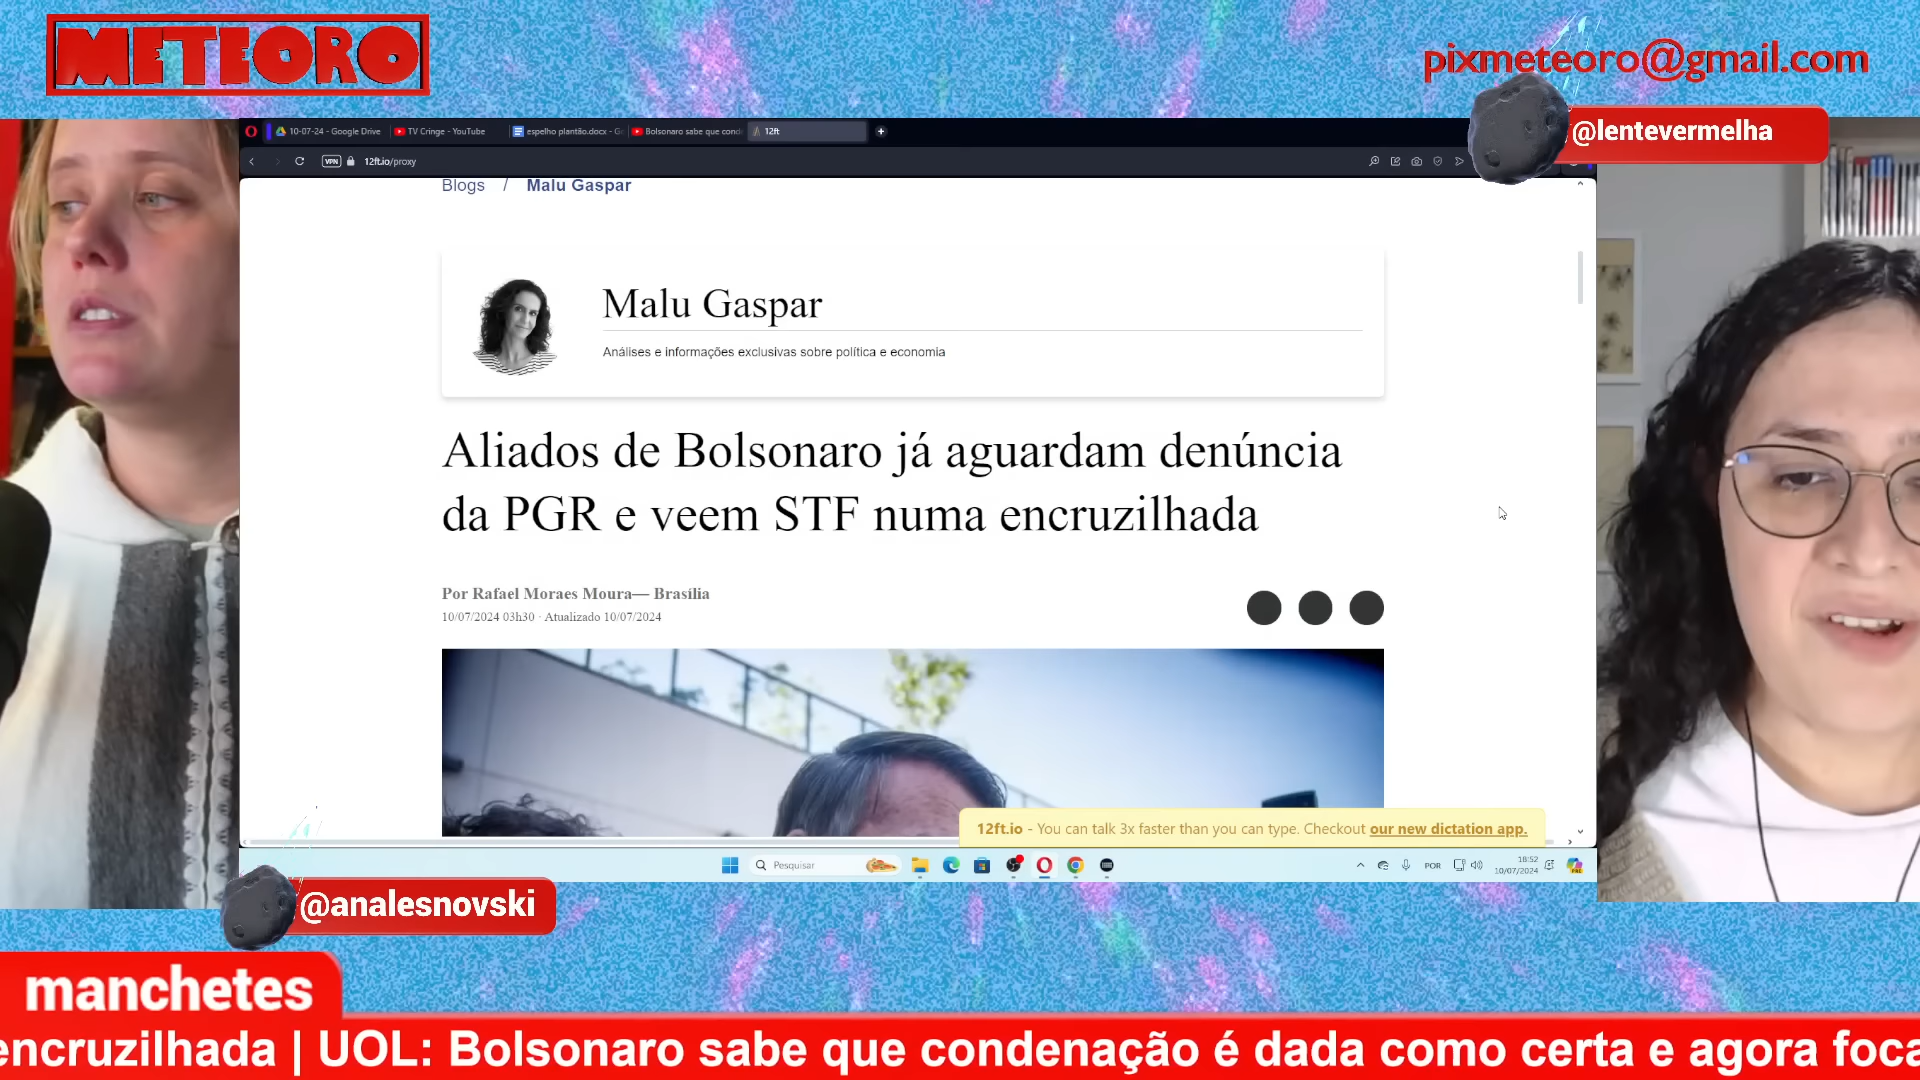 METEORO
pixmeteoro@gmail.com
@lentevermelha
10-07-24 - Google Drive
TV Cringe - YouTube
espelho plantão.docx - G
Bolsonaro sabe que cond
12ft
VPN
12ft.io/proxy
Blogs / Malu Gaspar
Malu Gaspar
Análises e informações exclusivas sobre política e economia
Aliados de Bolsonaro já aguardam denúncia
da PGR e veem STF numa encruzilhada
Por Rafael Moraes Moura— Brasília
10/07/2024 03h30 · Atualizado 10/07/2024
12ft.io - You can talk 3x faster than you can type. Checkout our new dictation app.
Pesquisar
POR
18:52
10/07/2024
@analesnovski
manchetes
encruzilhada | UOL: Bolsonaro sabe que condenação é dada como certa e agora foca